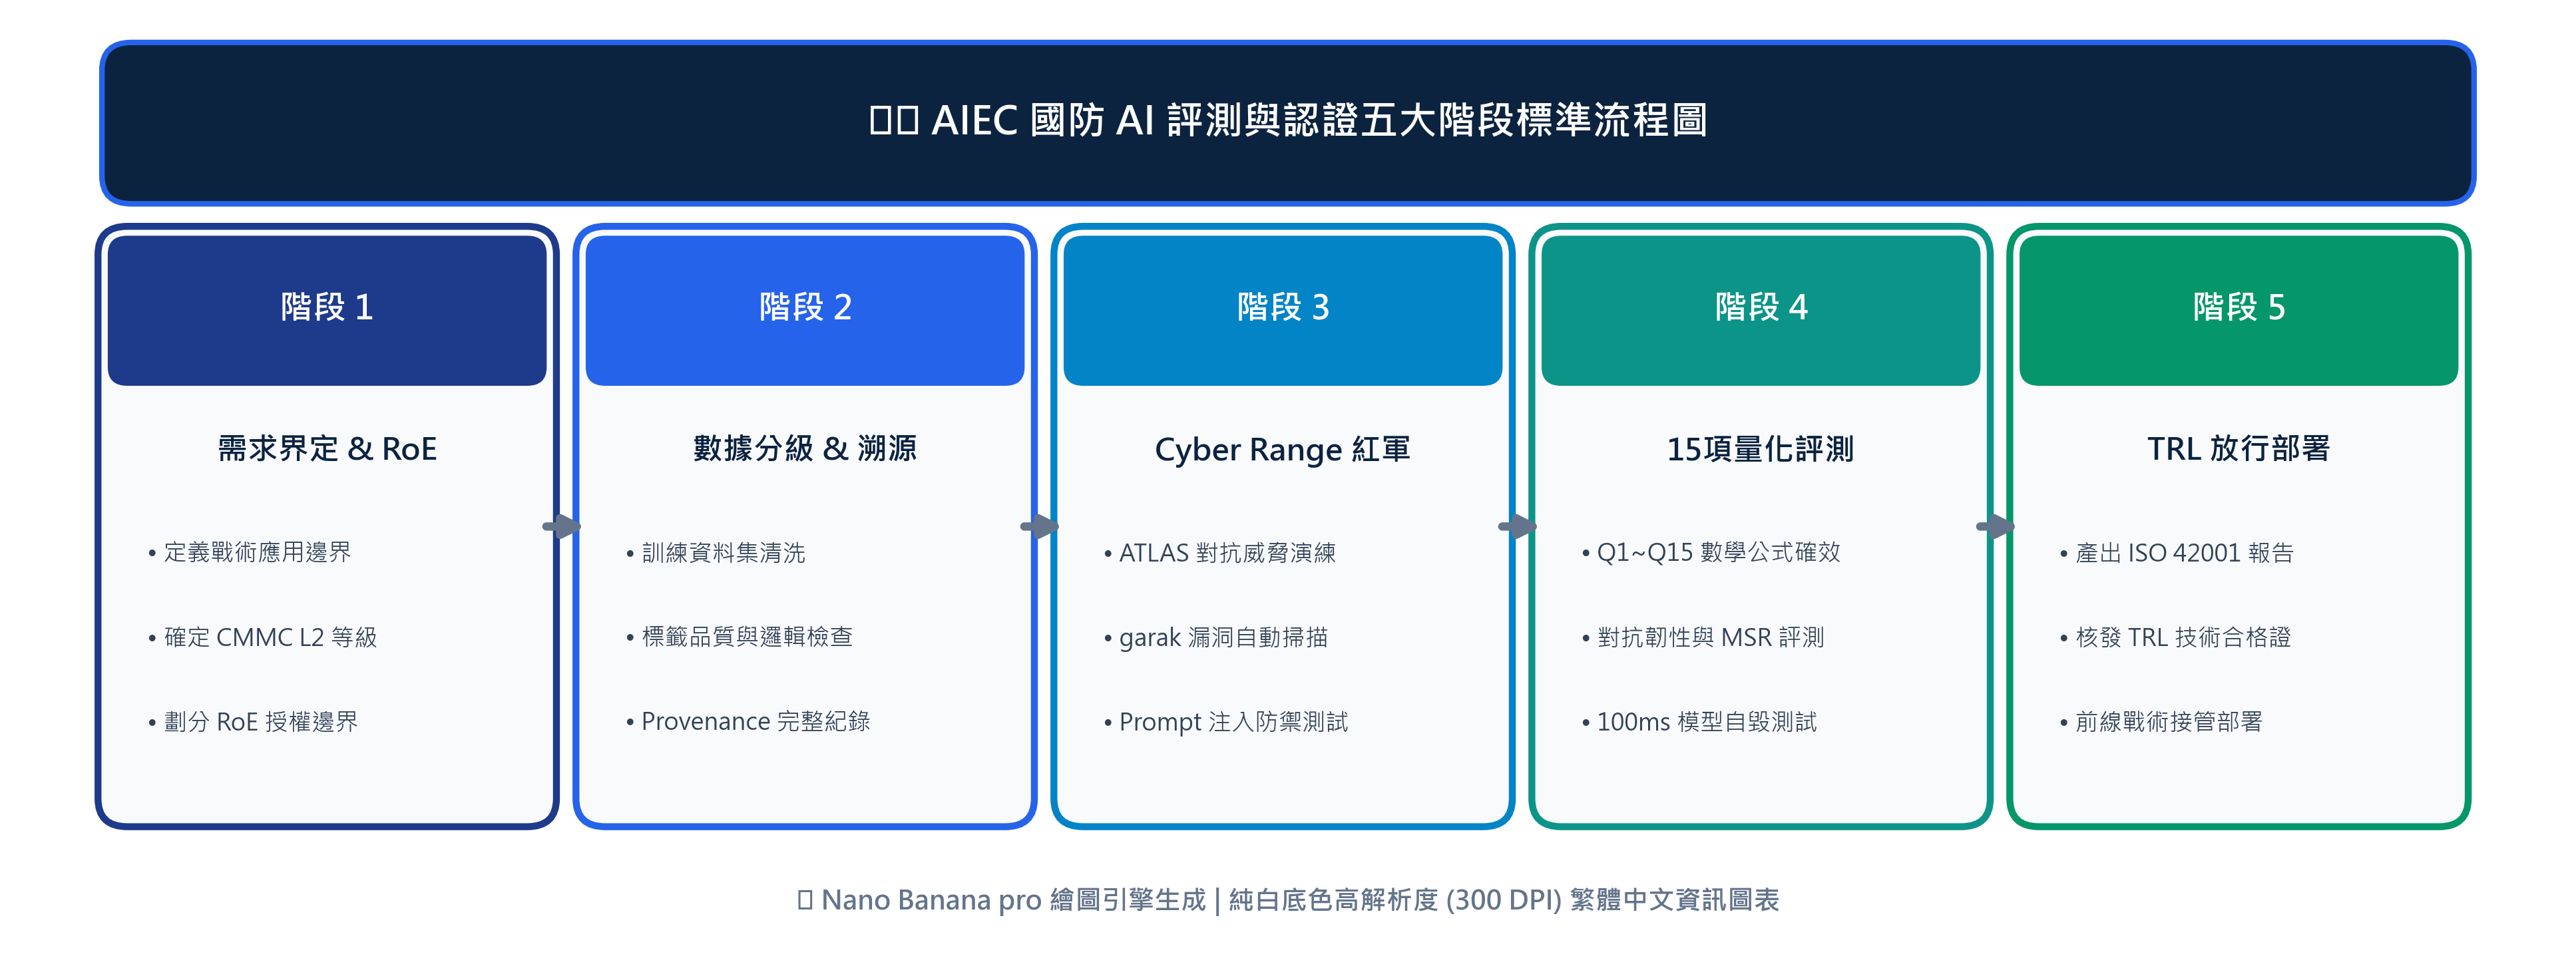 AIEC 國防 AI 評測與認證五大階段標準流程圖
階段 1
需求界定 & RoE
• 定義戰術應用邊界
• 確定 CMMC L2 等級
• 劃分 RoE 授權邊界
階段 2
數據分級 & 溯源
• 訓練資料集清洗
• 標籤品質與邏輯檢查
• Provenance 完整紀錄
階段 3
Cyber Range 紅軍
• ATLAS 對抗威脅演練
• garak 漏洞自動掃描
• Prompt 注入防禦測試
階段 4
15項量化評測
• Q1~Q15 數學公式確效
• 對抗韌性與 MSR 評測
• 100ms 模型自毀測試
階段 5
TRL 放行部署
• 產出 ISO 42001 報告
• 核發 TRL 技術合格證
• 前線戰術接管部署
Nano Banana pro 繪圖引擎生成 | 純白底色高解析度 (300 DPI) 繁體中文資訊圖表